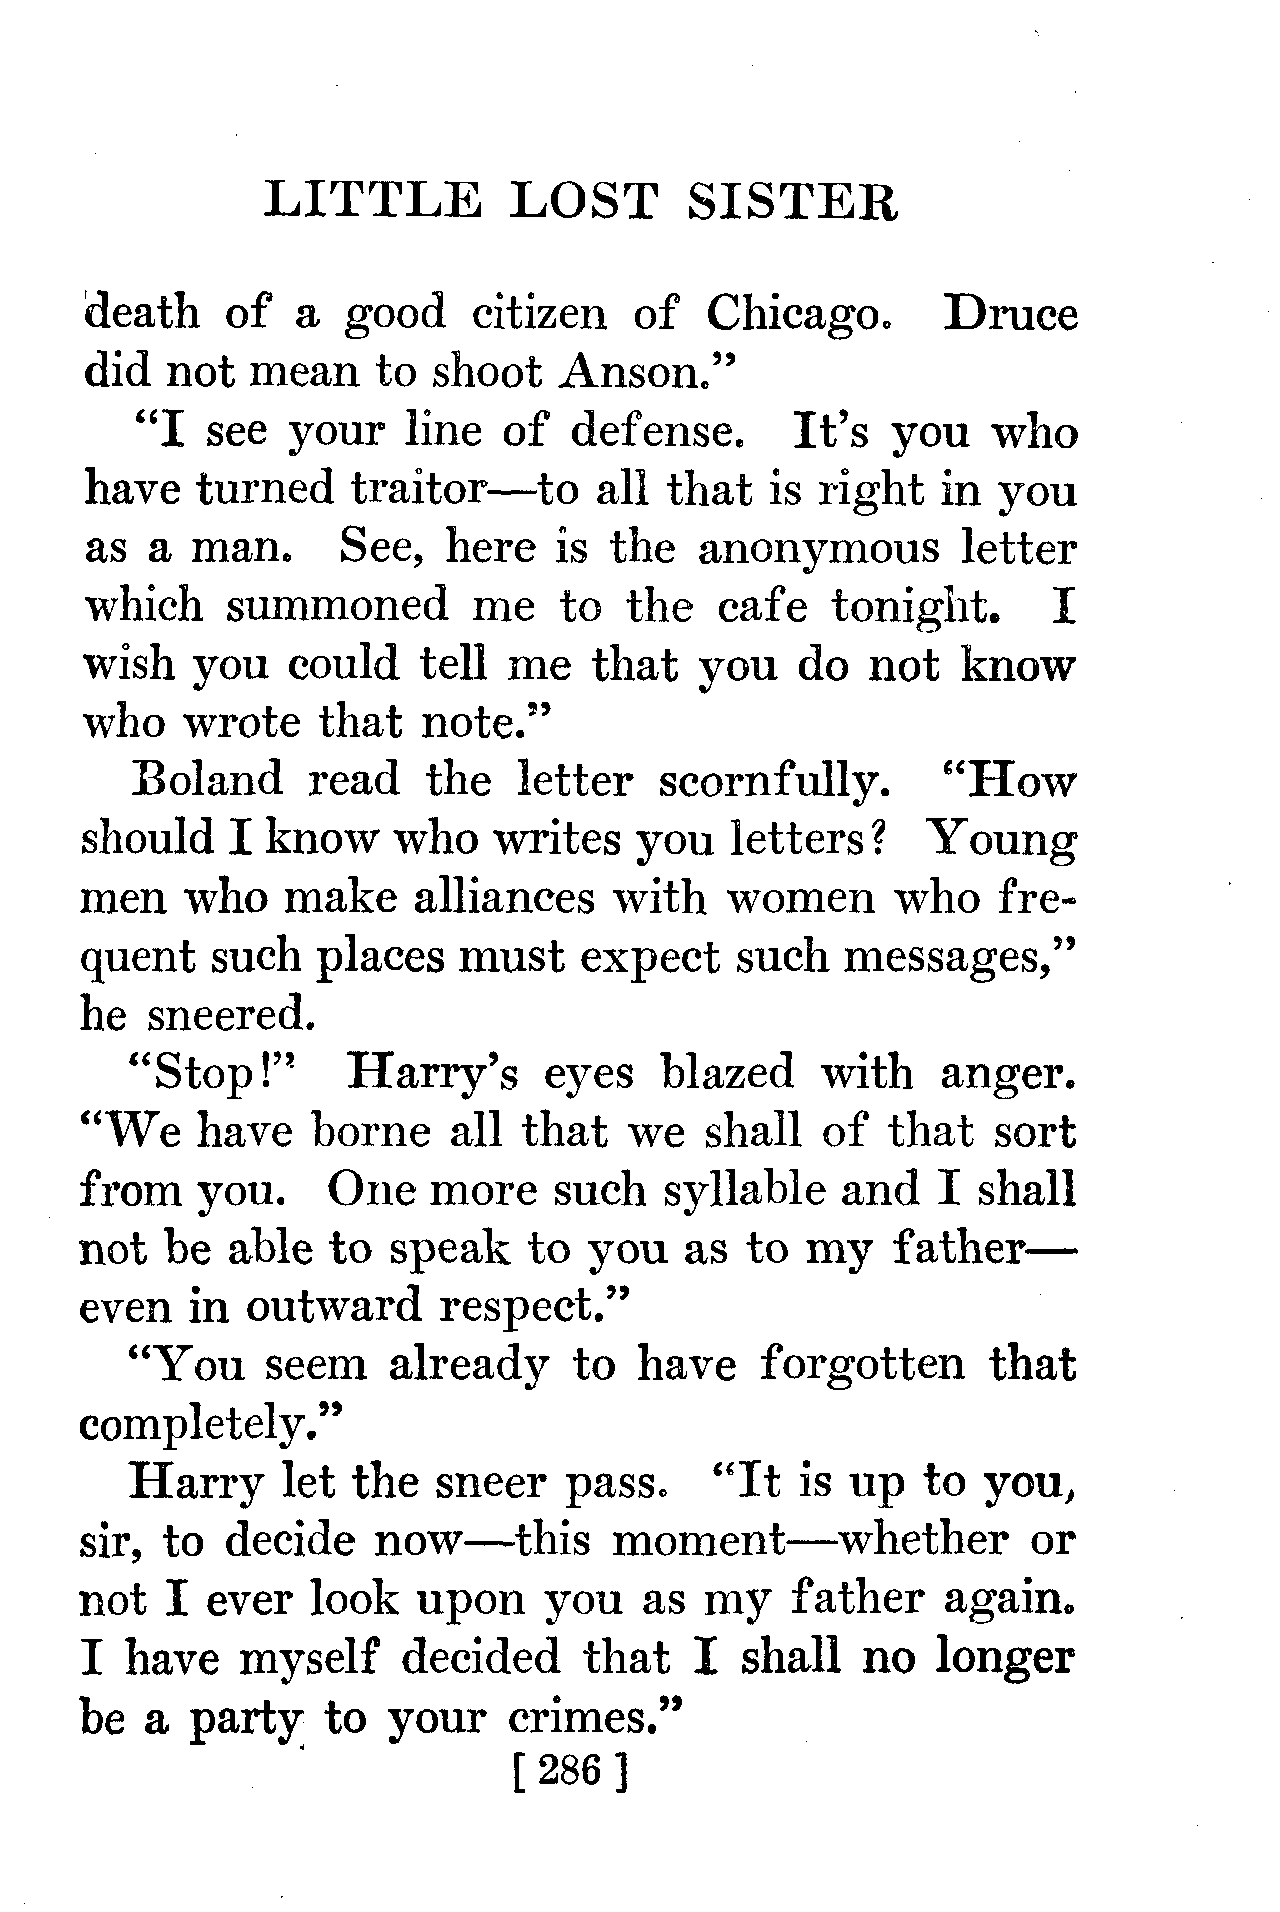 LITTLE LOST SISTER
death of a good citizen of Chicago. Druce
did not mean to shoot Anson."
"I see your line of defense. It's you who
have turned traitor—to all that is right in you
as a man. See, here is the anonymous letter
which summoned me to the cafe tonight. I
wish you could tell me that you do not know
who wrote that note."
Boland read the letter scornfully. "How
should I know who writes you letters? Young
men who make alliances with women who fre-
quent such places must expect such messages,"
he sneered.
"Stop!" Harry's eyes blazed with anger.
"We have borne all that we shall of that sort
from you. One more such syllable and I shall
not be able to speak to you as to my father—
even in outward respect."
"You seem already to have forgotten that
completely."
Harry let the sneer pass. "It is up to you,
sir, to decide now—this moment—whether or
not I ever look upon you as my father again.
I have myself decided that I shall no longer
be a party to your crimes."
[ 286 ]